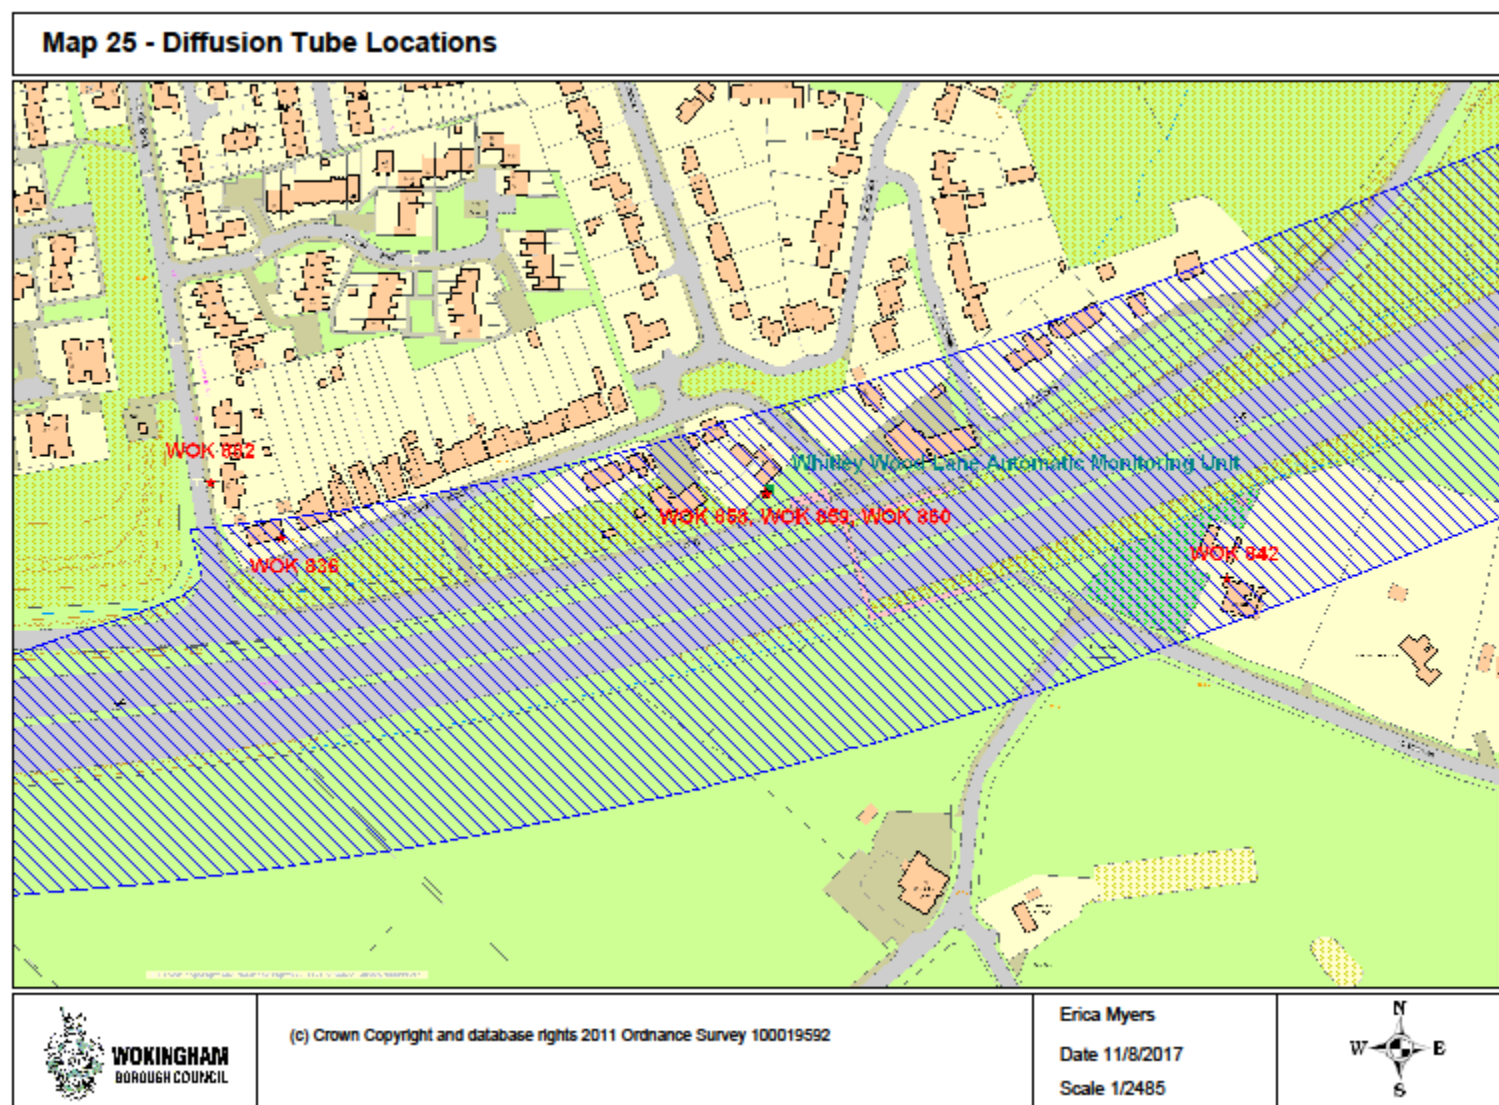 Map 25 - Diffusion Tube Locations
WOK 882
Whitley Wood Lane Automatic Monitoring Unit
WOK 858, WOK 859, WOK 860
WOK 842
WOK 836
WOKINGHAM
BOROUGH COUNCIL
(c) Crown Copyright and database rights 2011 Ordnance Survey 100019592
Erica Myers
Date 11/8/2017
Scale 1/2485
N
W E
S